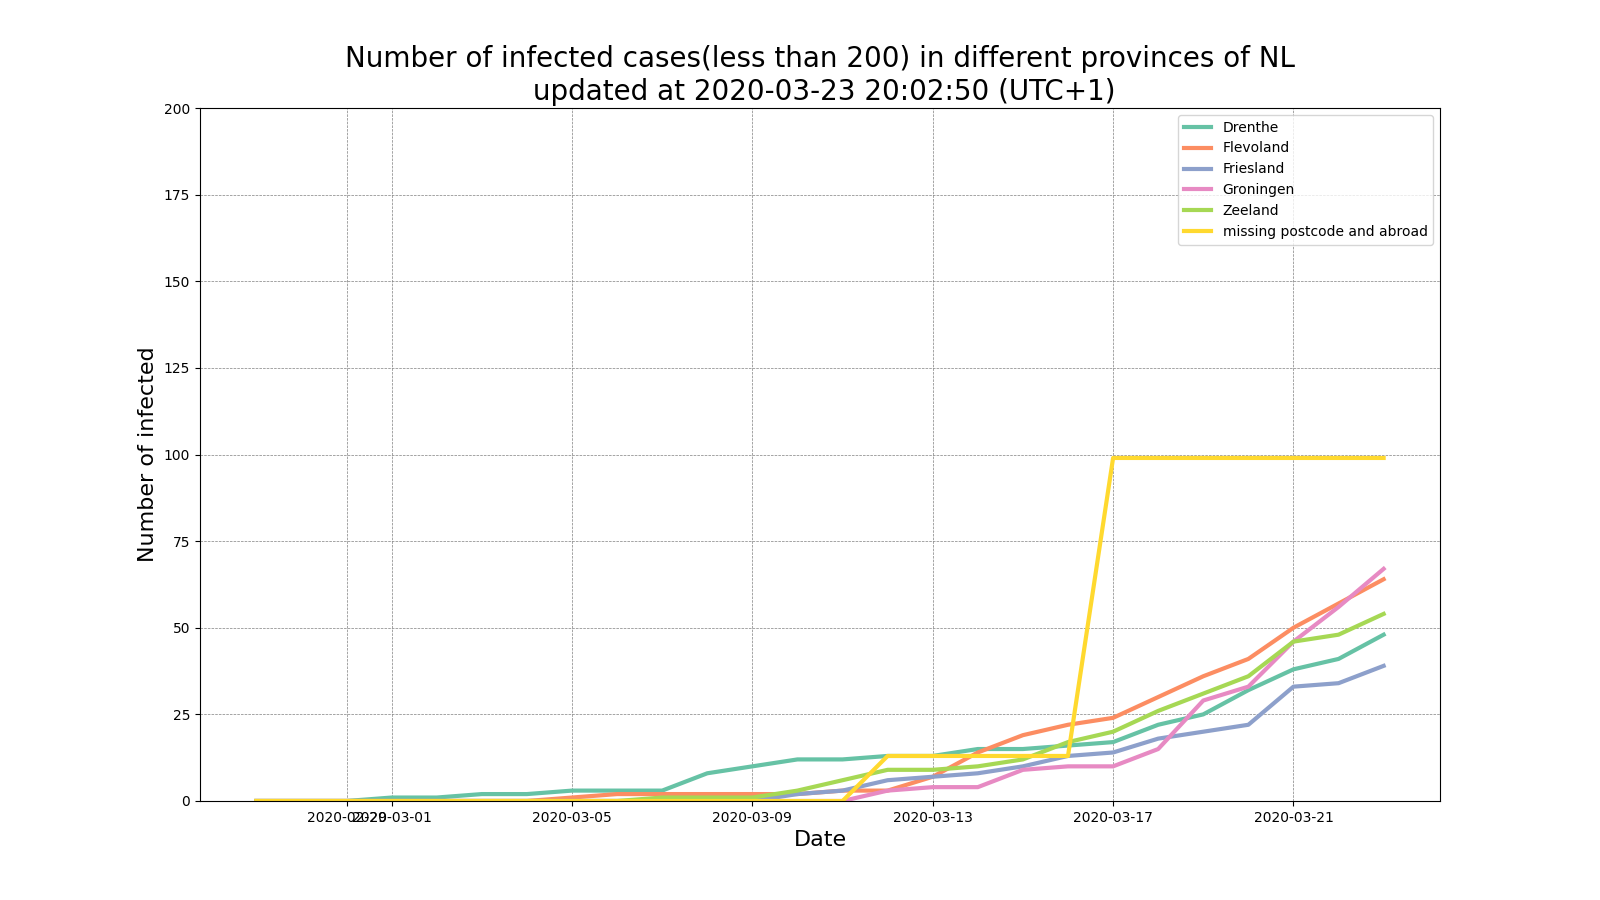 Number of infected cases(less than 200) in different provinces of NL
updated at 2020-03-23 20:02:50 (UTC+1)
200
175
150
125
100
75
50
25
0
Number of infected
Drenthe
Flevoland
Friesland
Groningen
Zeeland
missing postcode and abroad
2020-02-29
2020-03-01
2020-03-05
2020-03-09
2020-03-13
2020-03-17
2020-03-21
Date